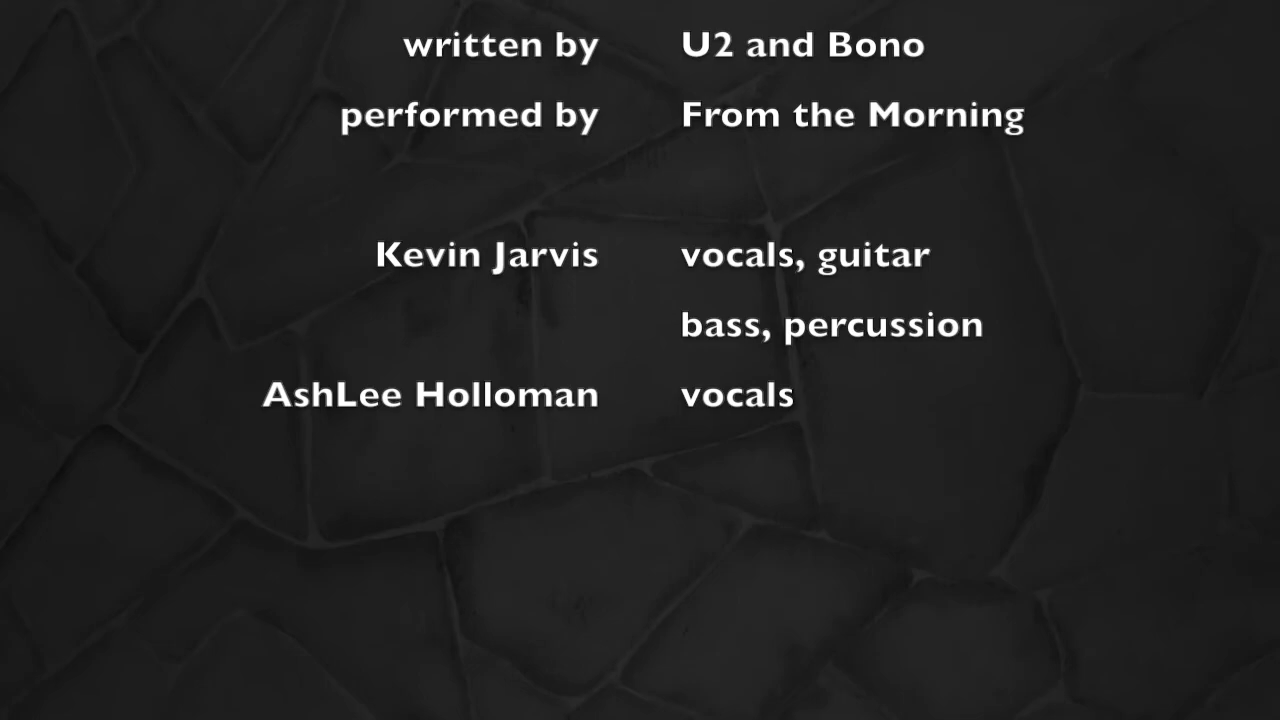 written by U2 and Bono
performed by From the Morning
Kevin Jarvis vocals, guitar
bass, percussion
AshLee Holloman vocals